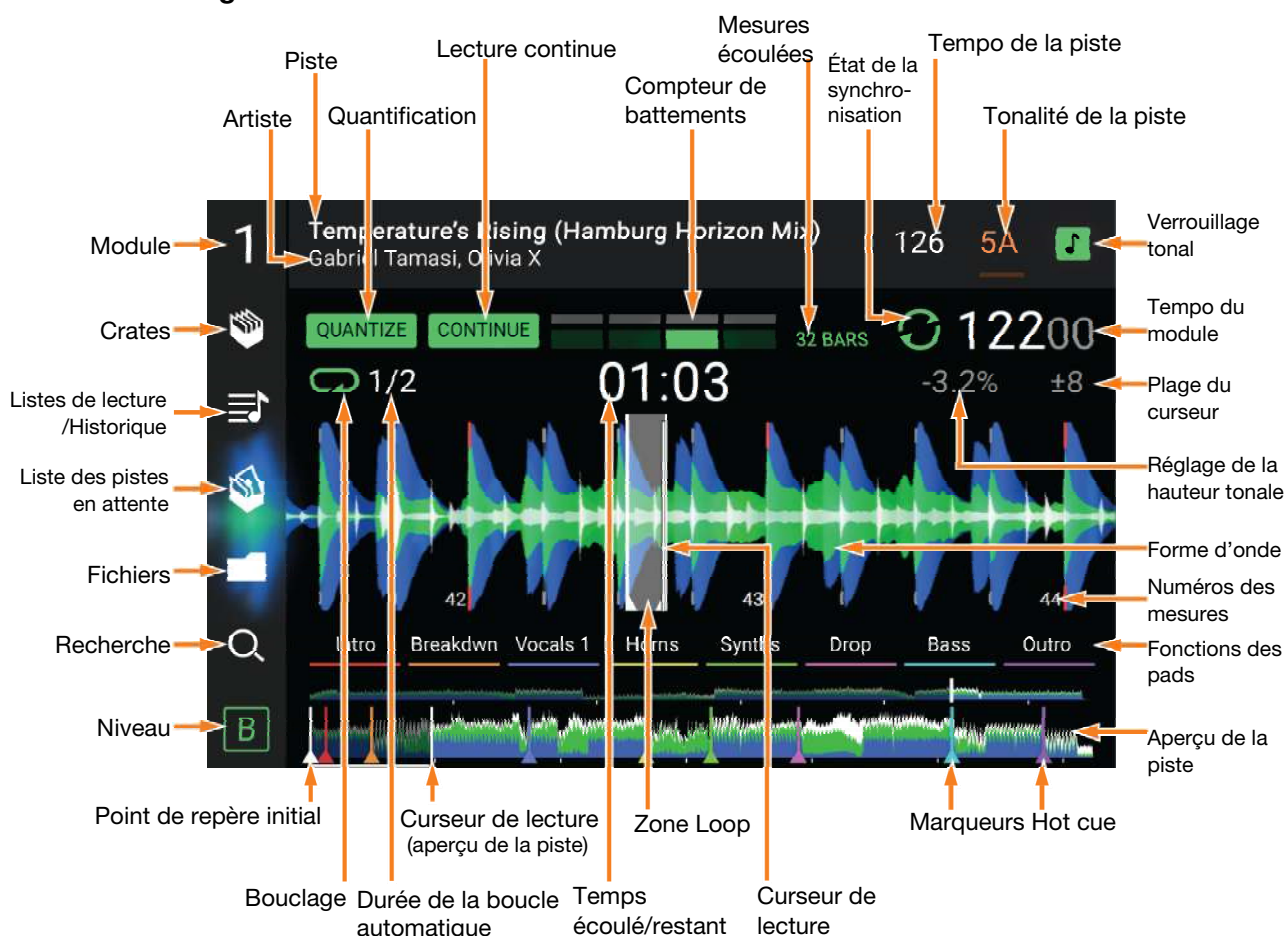 Mesures
écoulées
Tempo de la piste
Lecture continue
Piste
État de la
synchro-
nisation
Compteur de
battements
Artiste
Quantification
Tonalité de la piste
Module
1
Temperature's Rising (Hamburg Horizon Mix)
Gabriel Tamasi, Olivia X
126
5A
Verrouillage
tonal
Crates
QUANTIZE
CONTINUE
32 BARS
12200
Tempo du
module
1/2
01:03
-3.2%
±8
Plage du
curseur
Listes de lecture
/Historique
Liste des pistes
en attente
Réglage de la
hauteur tonale
Forme d'onde
Fichiers
42
43
44
Numéros des
mesures
Recherche
Intro
Breakdwn
Vocals 1
Horns
Synths
Drop
Bass
Outro
Fonctions des
pads
Niveau
B
Aperçu de la
piste
Point de repère initial
Curseur de lecture
(aperçu de la piste)
Zone Loop
Marqueurs Hot cue
Bouclage
Durée de la boucle
automatique
Temps
écoulé/restant
Curseur de
lecture